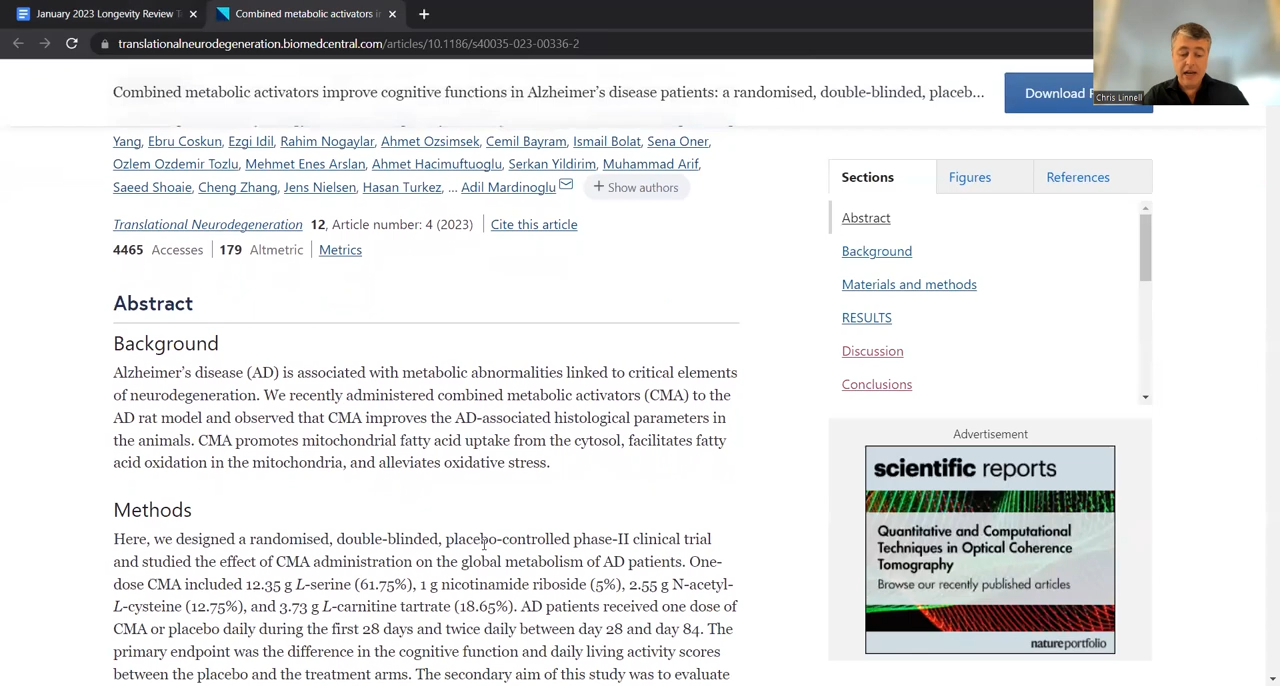 January 2023 Longevity Review T
Combined metabolic activators i
translationalneurodegeneration.biomedcentral.com/articles/10.1186/s40035-023-00336-2
Chris Linnell
Combined metabolic activators improve cognitive functions in Alzheimer's disease patients: a randomised, double-blinded, placeb...
Download
Yang, Ebru Coskun, Ezgi Idil, Rahim Nogaylar, Ahmet Ozsimsek, Cemil Bayram, Ismail Bolat, Sena Oner,
Ozlem Ozdemir Tozlu, Mehmet Enes Arslan, Ahmet Hacimuftuoglu, Serkan Yildirim, Muhammad Arif,
Saeed Shoaie, Cheng Zhang, Jens Nielsen, Hasan Turkez, ... Adil Mardinoglu + Show authors
Translational Neurodegeneration 12, Article number: 4 (2023) Cite this article
4465 Accesses 179 Altmetric Metrics
Abstract
Background
Alzheimer's disease (AD) is associated with metabolic abnormalities linked to critical elements
of neurodegeneration. We recently administered combined metabolic activators (CMA) to the
AD rat model and observed that CMA improves the AD-associated histological parameters in
the animals. CMA promotes mitochondrial fatty acid uptake from the cytosol, facilitates fatty
acid oxidation in the mitochondria, and alleviates oxidative stress.
Methods
Here, we designed a randomised, double-blinded, placebo-controlled phase-II clinical trial
and studied the effect of CMA administration on the global metabolism of AD patients. One-
dose CMA included 12.35 g L-serine (61.75%), 1 g nicotinamide riboside (5%), 2.55 g N-acetyl-
L-cysteine (12.75%), and 3.73 g L-carnitine tartrate (18.65%). AD patients received one dose of
CMA or placebo daily during the first 28 days and twice daily between day 28 and day 84. The
primary endpoint was the difference in the cognitive function and daily living activity scores
between the placebo and the treatment arms. The secondary aim of this study was to evaluate
Sections
Figures
References
Abstract
Background
Materials and methods
RESULTS
Discussion
Conclusions
Advertisement
scientific reports
Quantitative and Computational
Techniques in Optical Coherence
Tomography
Browse our recently published articles
natureportfolio